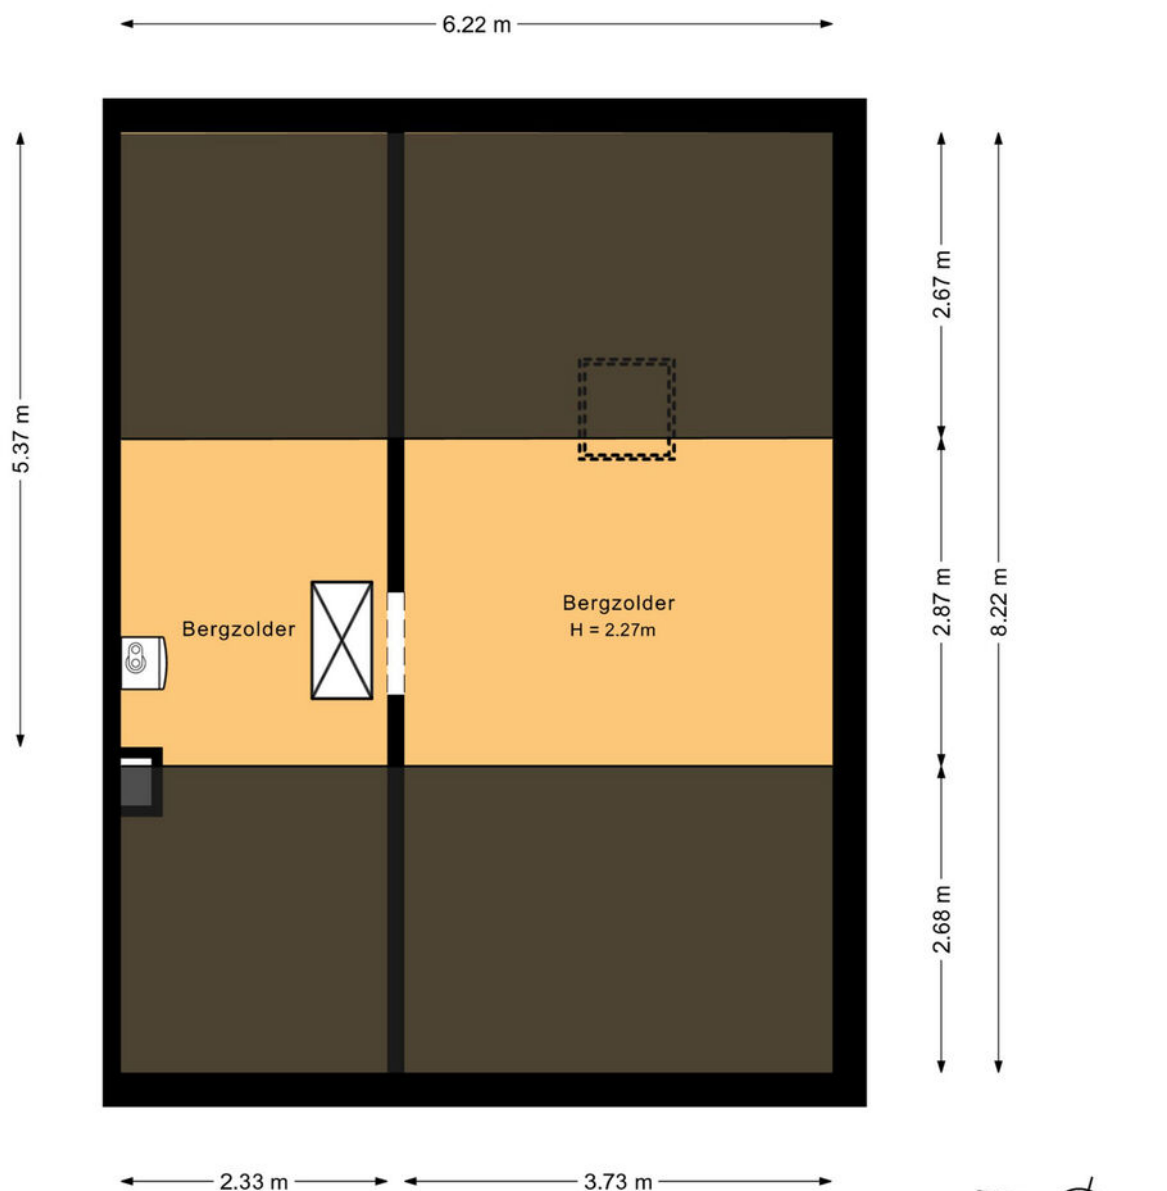 6.22 m
5.37 m
2.67 m
2.87 m
8.22 m
Bergzolder
Bergzolder
H = 2.27m
2.68 m
2.33 m
3.73 m